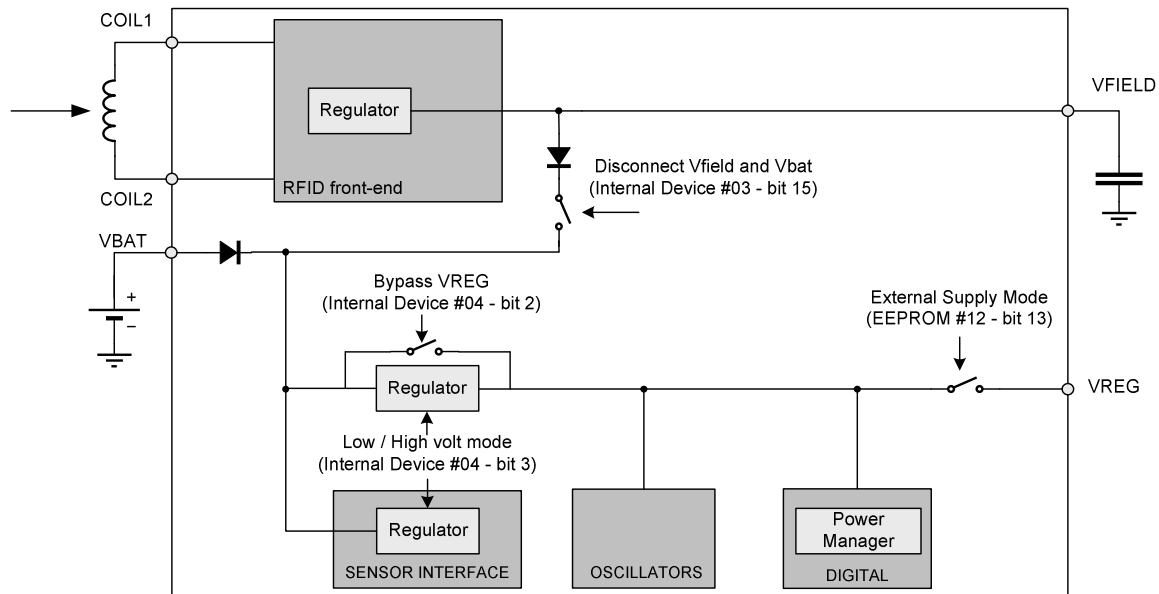 COIL1
Regulator
VFIELD
RFID front-end
Disconnect Vfield and Vbat
(Internal Device #03 - bit 15)
COIL2
VBAT
+
–
Bypass VREG
(Internal Device #04 - bit 2)
External Supply Mode
(EEPROM #12 - bit 13)
Regulator
VREG
Low / High volt mode
(Internal Device #04 - bit 3)
Regulator
SENSOR INTERFACE
OSCILLATORS
Power
Manager
DIGITAL